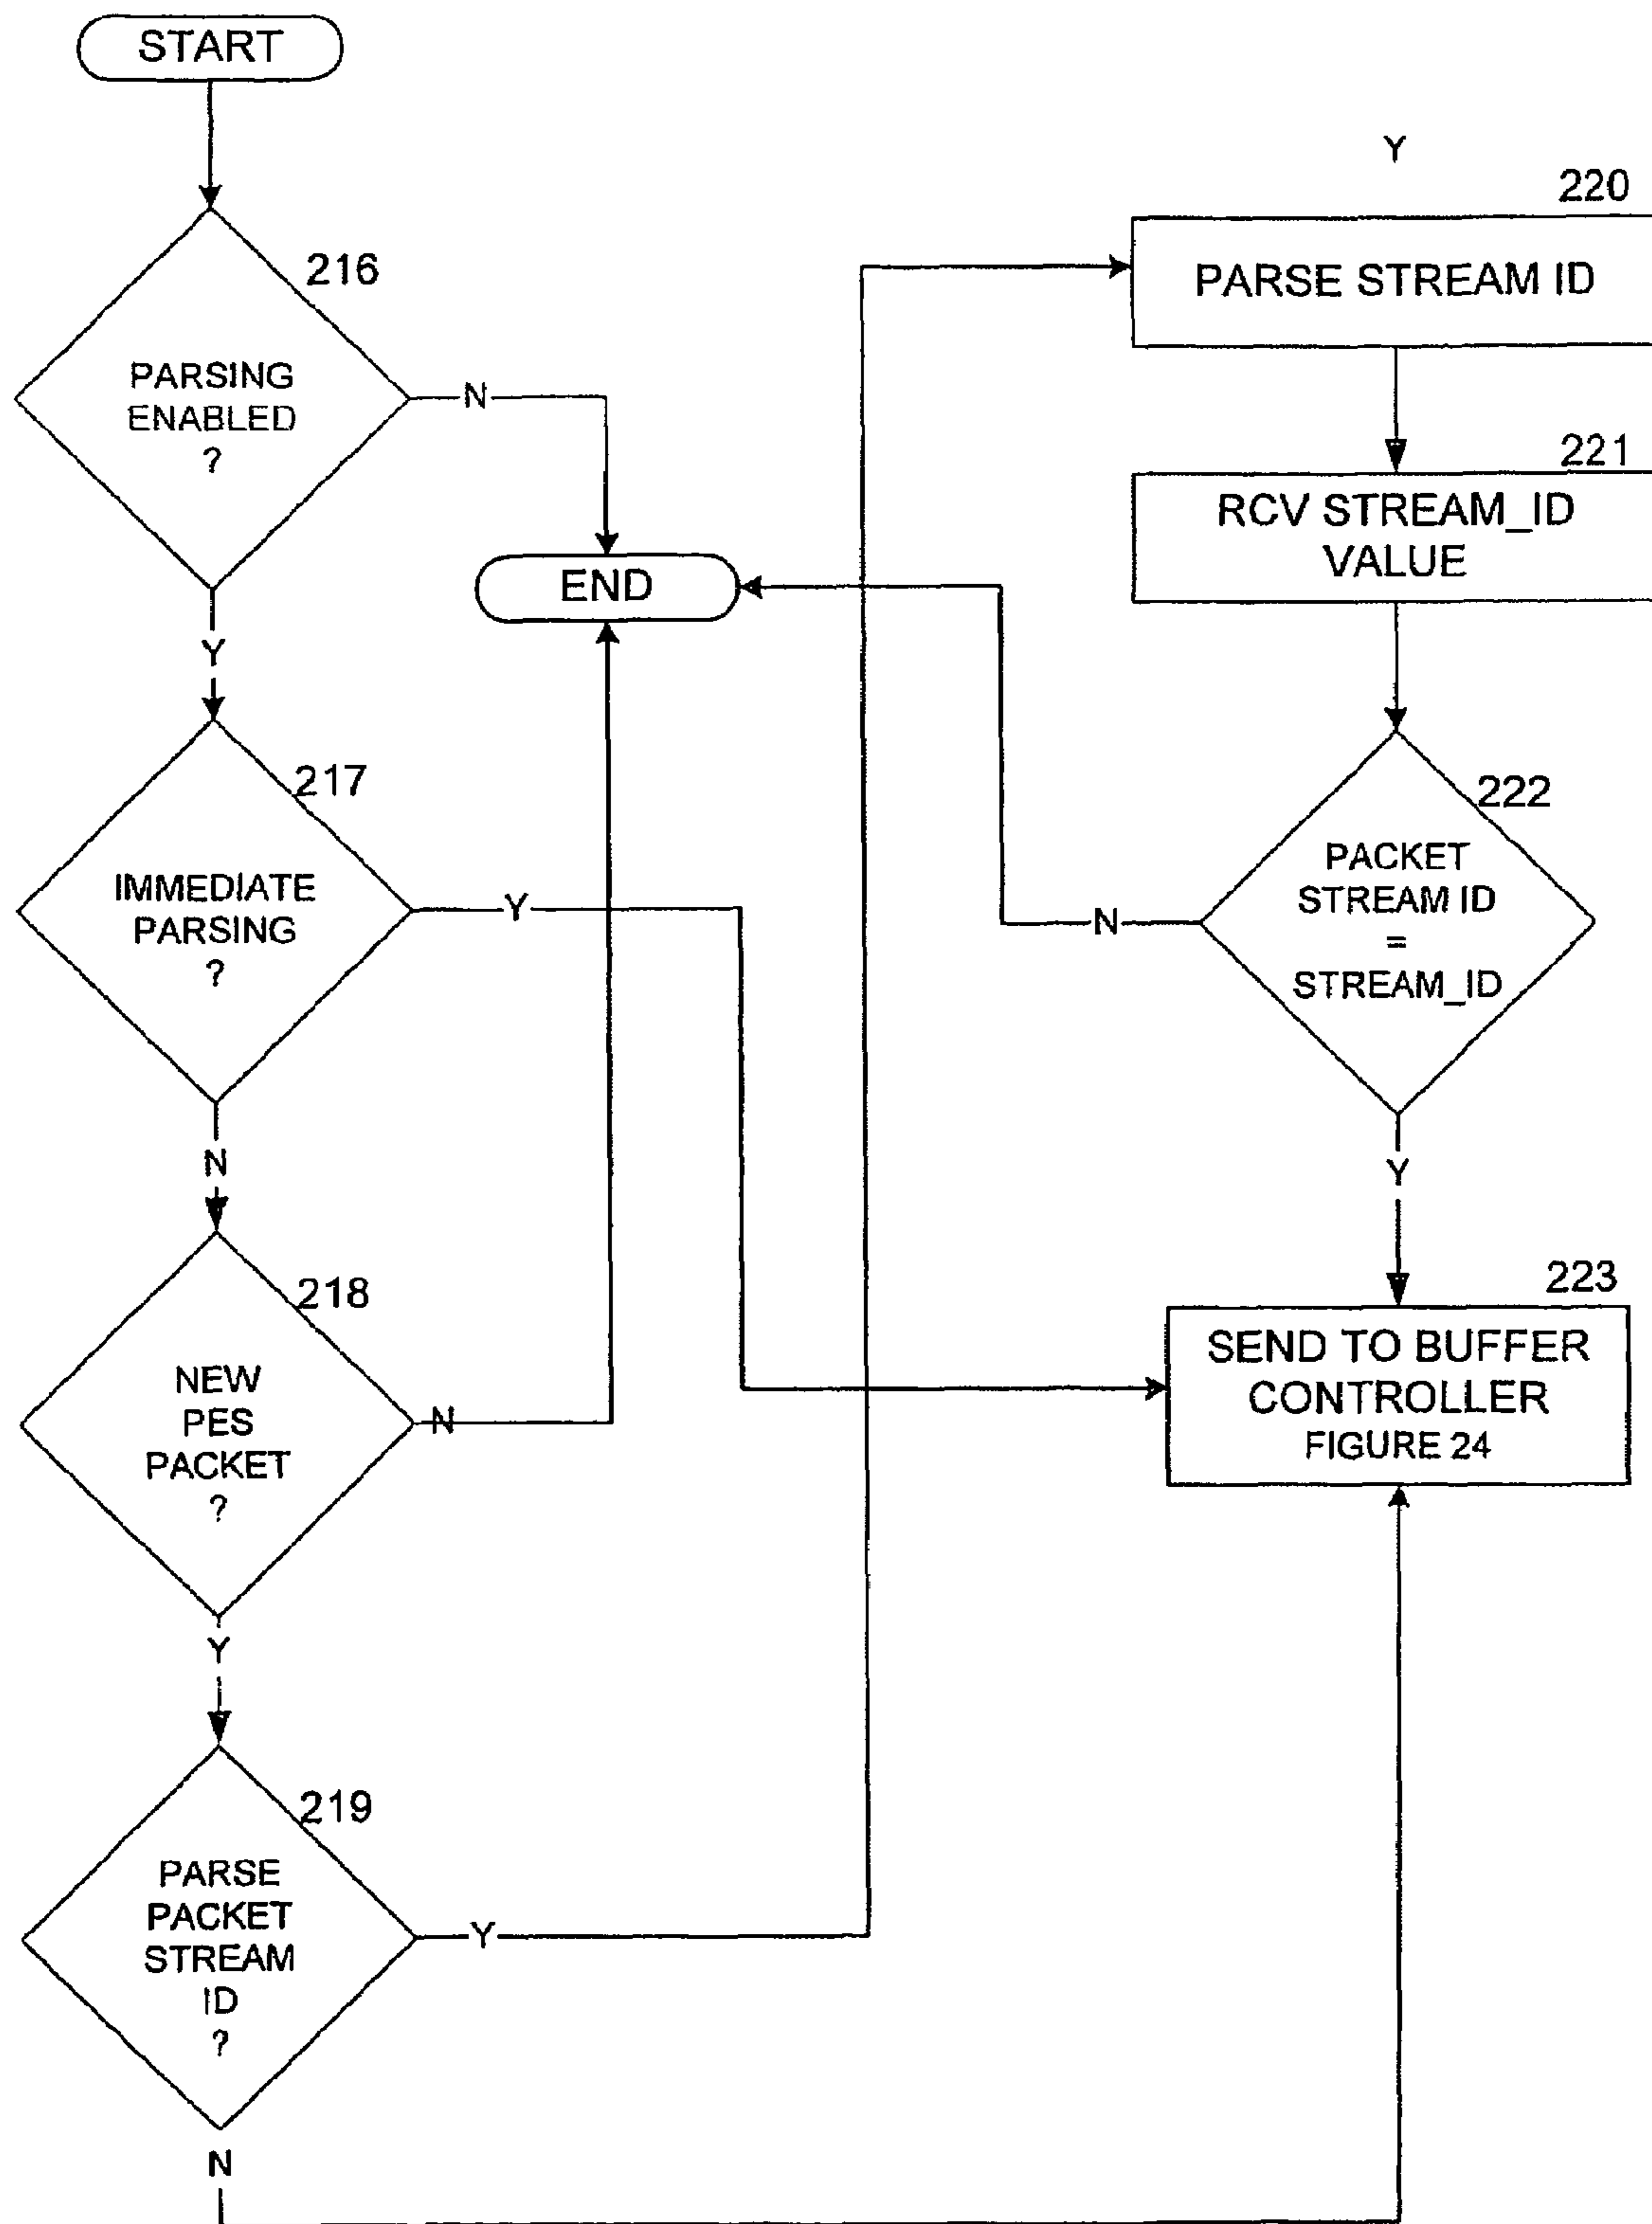 START
216
PARSING
ENABLED
?
N
Y
END
217
IMMEDIATE
PARSING
?
Y
N
218
NEW
PES
PACKET
?
N
Y
219
PARSE
PACKET
STREAM
ID
?
Y
N
Y
220
PARSE STREAM ID
221
RCV STREAM_ID
VALUE
222
PACKET
STREAM ID
=
STREAM_ID
N
Y
223
SEND TO BUFFER
CONTROLLER
FIGURE 24